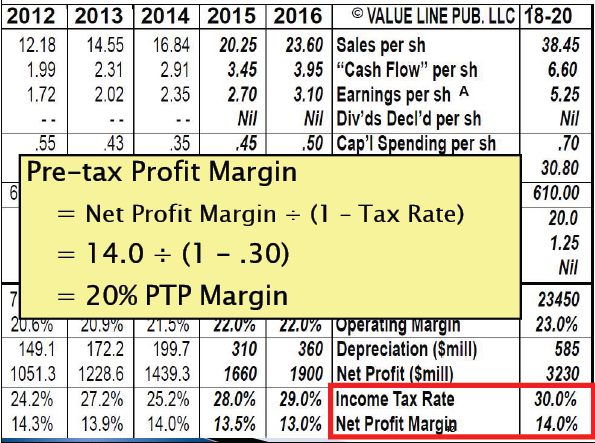 2012 2013 2014 2015 2016 © VALUE LINE PUB. LLC 18-20
12.18 14.55 16.84 20.25 23.60 Sales per sh 38.45
1.99 2.31 2.91 3.45 3.95 “Cash Flow” per sh 6.60
1.72 2.02 2.35 2.70 3.10 Earnings per sh A 5.25
- - - - - - Nil Nil Div'ds Decl'd per sh Nil
.55 .43 .35 .45 .50 Cap'l Spending per sh .70
Pre-tax Profit Margin 30.80
6 610.00
= Net Profit Margin ÷ (1 – Tax Rate) 20.0
= 14.0 ÷ (1 – .30) 1.25
Nil
= 20% PTP Margin
7 23450
20.6% 20.9% 21.5% 22.0% 22.0% Operating Margin 23.0%
149.1 172.2 199.7 310 360 Depreciation ($mill) 585
1051.3 1228.6 1439.3 1660 1900 Net Profit ($mill) 3230
24.2% 27.2% 25.2% 28.0% 29.0% Income Tax Rate 30.0%
14.3% 13.9% 14.0% 13.5% 13.0% Net Profit Margin 14.0%